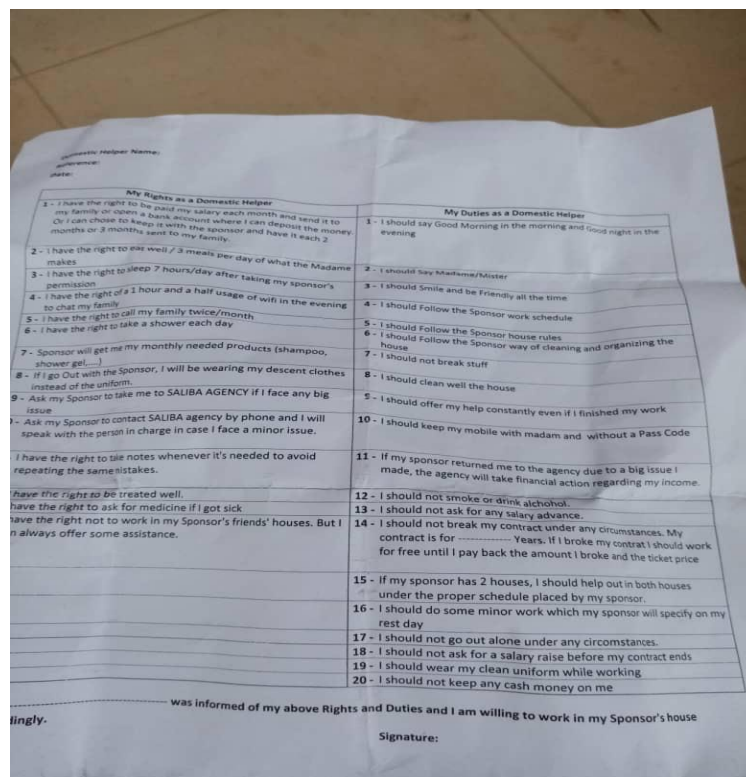 Domestic Helper Name:
Reference:
Date:
My Rights as a Domestic Helper
1 - I have the right to be paid my salary each month and send it to
my family or open a bank account where I can deposit the money.
Or I can chose to keep it with the sponsor and have it each 2
months or 3 months sent to my family.
2 - I have the right to eat well / 3 meals per day of what the Madame
makes
3 - I have the right to sleep 7 hours/day after taking my sponsor's
permission
4 - I have the right of a 1 hour and a half usage of wifi in the evening
to chat my family
5 - I have the right to call my family twice/month
6 - I have the right to take a shower each day
7 - Sponsor will get me my monthly needed products (shampoo,
shower gel,....)
8 - If I go Out with the Sponsor, I will be wearing my descent clothes
instead of the uniform.
9 - Ask my Sponsor to take me to SALIBA AGENCY if I face any big
issue
- Ask my Sponsor to contact SALIBA agency by phone and I will
speak with the person in charge in case I face a minor issue.
I have the right to take notes whenever it's needed to avoid
repeating the same mistakes.
have the right to be treated well.
have the right to ask for medicine if I got sick
have the right not to work in my Sponsor's friends' houses. But I
always offer some assistance.
My Duties as a Domestic Helper
1 - I should say Good Morning in the morning and Good night in the
evening
2 - I should Say Madame/Mister
3 - I should Smile and be Friendly all the time
4 - I should Follow the Sponsor work schedule
5 - I should Follow the Sponsor house rules
6 - I should Follow the Sponsor way of cleaning and organizing the
house
7 - I should not break stuff
8 - I should clean well the house
9 - I should offer my help constantly even if I finished my work
10 - I should keep my mobile with madam and without a Pass Code
11 - If my sponsor returned me to the agency due to a big issue I
made, the agency will take financial action regarding my income.
12 - I should not smoke or drink alchohol.
13 - I should not ask for any salary advance.
14 - I should not break my contract under any circumstances. My
contract is for ------------- Years. If I broke my contrat I should work
for free until I pay back the amount I broke and the ticket price
15 - If my sponsor has 2 houses, I should help out in both houses
under the proper schedule placed by my sponsor.
16 - I should do some minor work which my sponsor will specify on my
rest day
17 - I should not go out alone under any circomstances.
18 - I should not ask for a salary raise before my contract ends
19 - I should wear my clean uniform while working
20 - I should not keep any cash money on me
------------------------------ was informed of my above Rights and Duties and I am willing to work in my Sponsor's house
Signature: